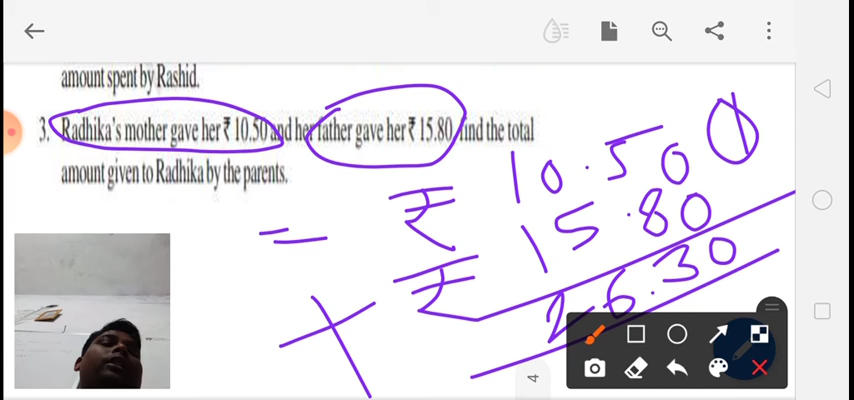 amount spent by Rashid.
3. Radhika's mother gave her ₹ 10.50 and her father gave her ₹ 15.80, find the total
amount given to Radhika by the parents.
= ₹ 10.50
+ ₹ 15.80
26.30
4